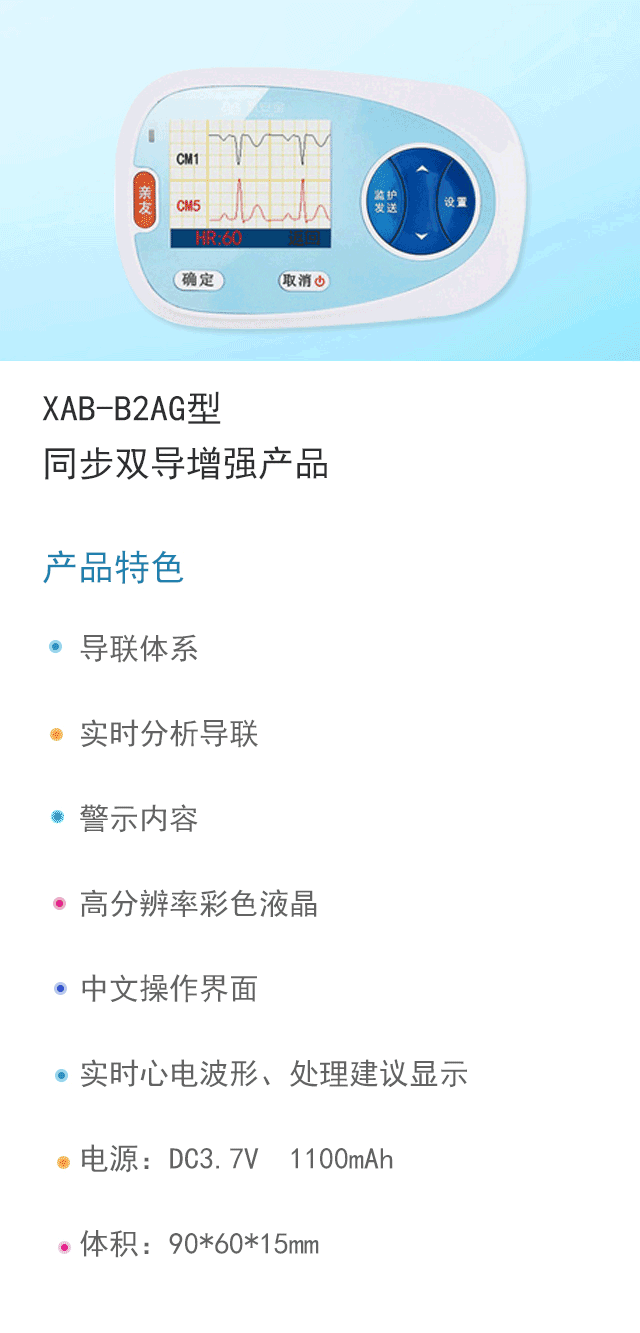 CM1
CM5
HR:60
亲友
监护
发送
设置
确定
取消
XAB-B2AG型
同步双导增强产品
产品特色
导联体系
实时分析导联
警示内容
高分辨率彩色液晶
中文操作界面
实时心电波形、处理建议显示
电源：DC3.7V 1100mAh
体积：90*60*15mm